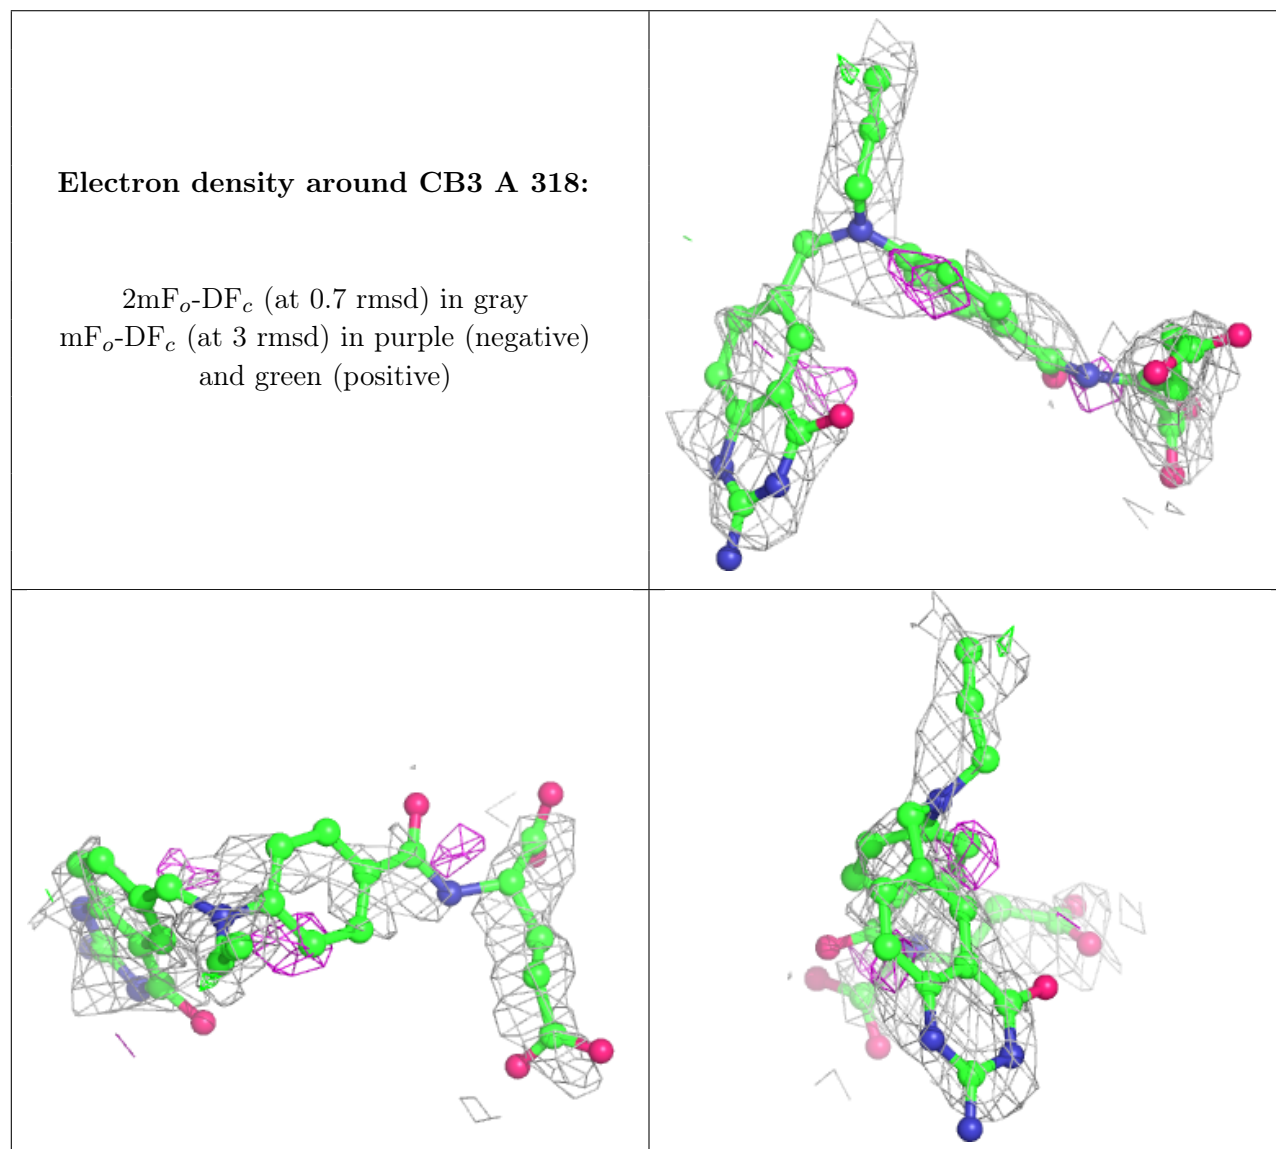 Electron density around CB3 A 318:
2mFo-DFc (at 0.7 rmsd) in gray
mFo-DFc (at 3 rmsd) in purple (negative)
and green (positive)